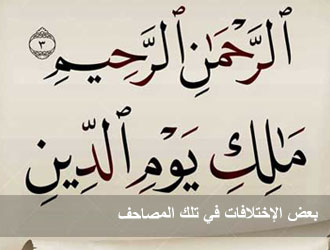 ٱلرَّحْمَٰنِ ٱلرَّحِيمِ ٣
مَٰلِكِ يَوْمِ ٱلدِّينِ
بعض الإختلافات في تلك المصاحف